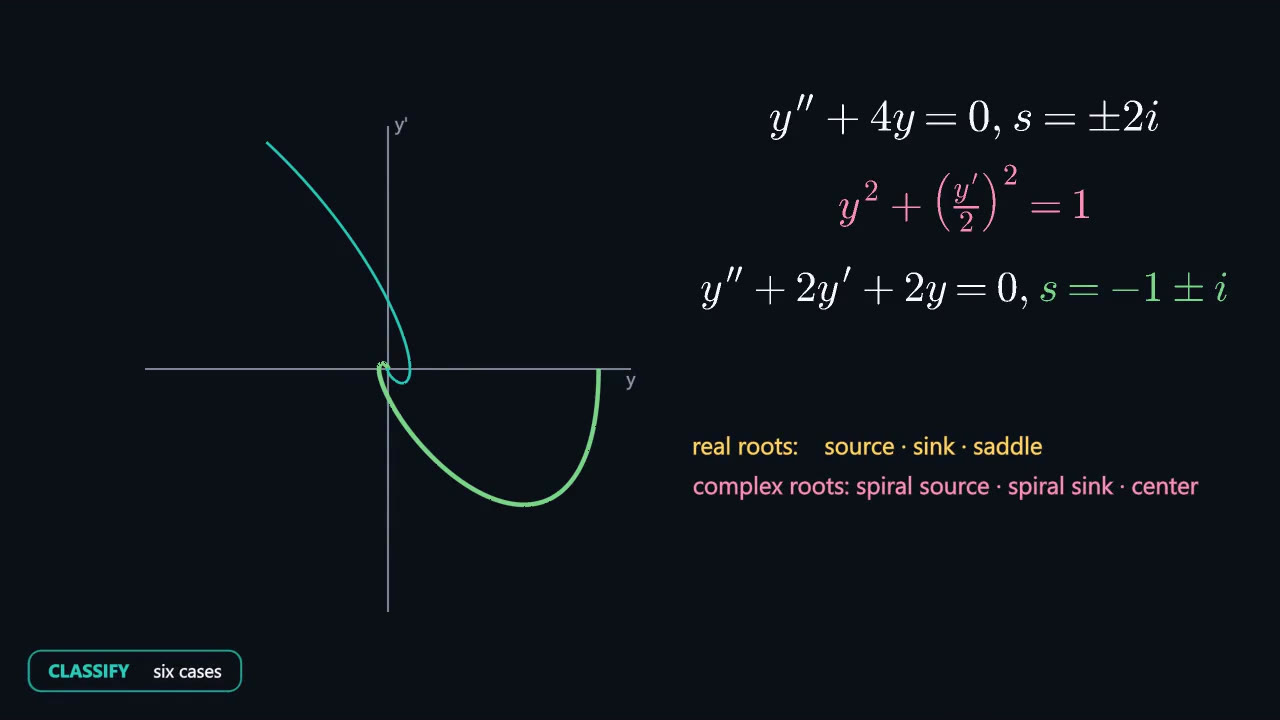 y'
y
y′′ + 4y = 0, s = ±2i
y² + (y′/2)² = 1
y′′ + 2y′ + 2y = 0, s = −1 ± i
real roots: source · sink · saddle
complex roots: spiral source · spiral sink · center
CLASSIFY six cases